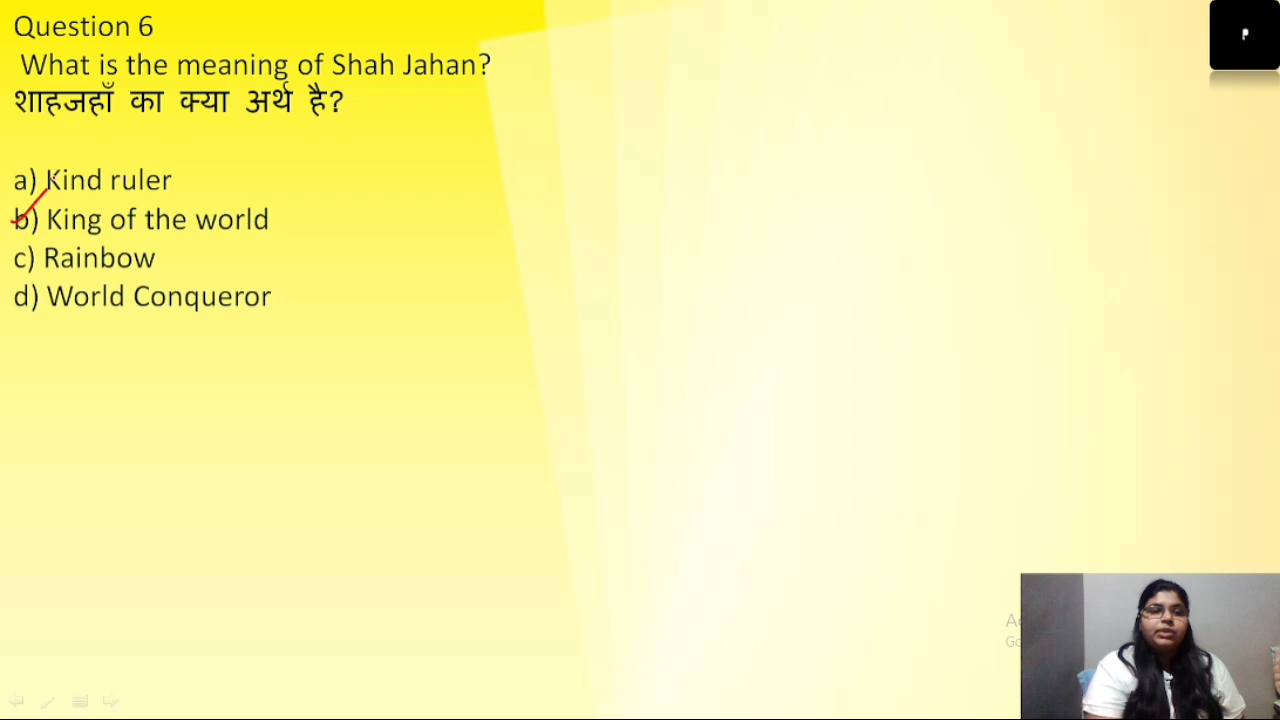 Question 6
What is the meaning of Shah Jahan?
शाहजहाँ का क्या अर्थ है?
a) Kind ruler
b) King of the world
c) Rainbow
d) World Conqueror